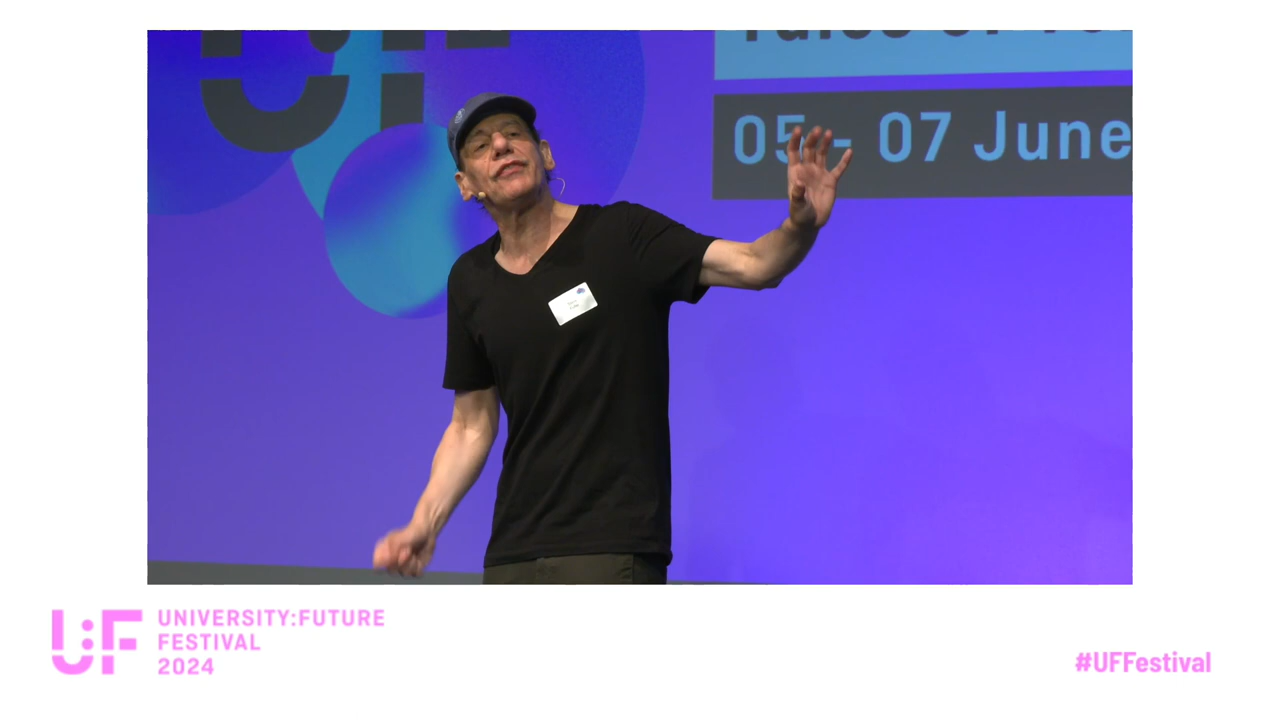 05 - 07 June
UNIVERSITY:FUTURE
FESTIVAL
2024
U:F
#UFFestival